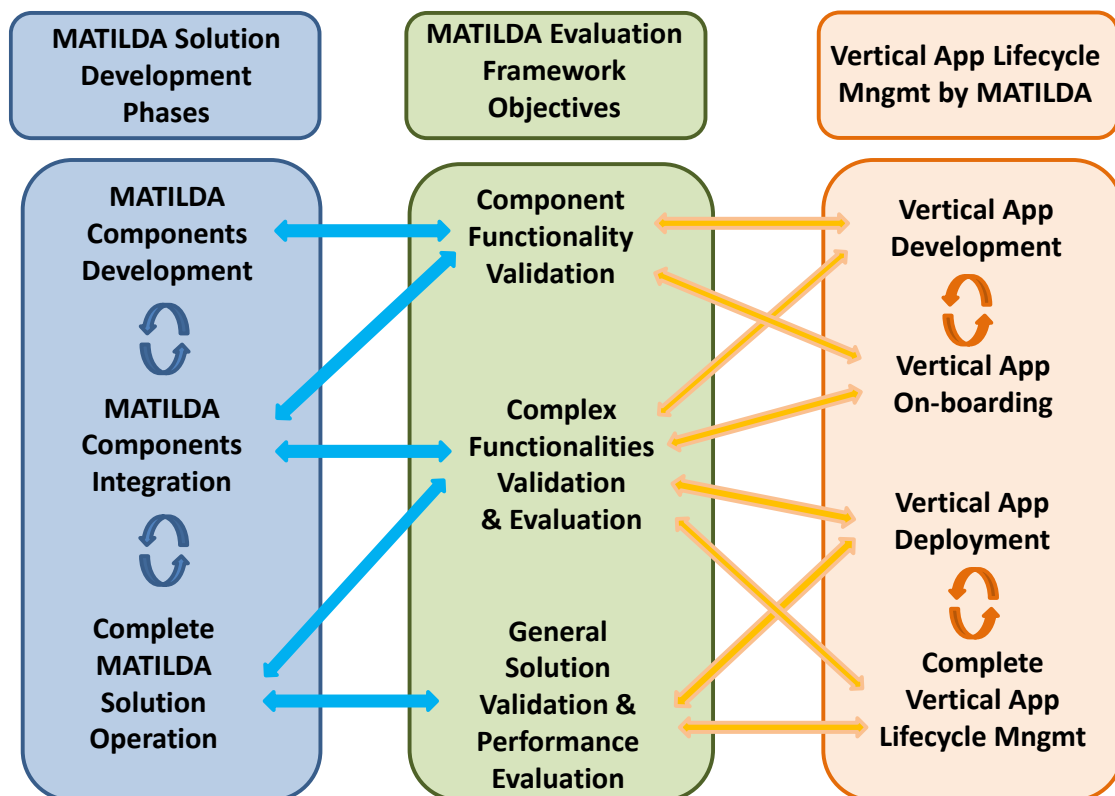 MATILDA Solution
Development
Phases
MATILDA Evaluation
Framework
Objectives
Vertical App Lifecycle
Mngmt by MATILDA
MATILDA
Components
Development
MATILDA
Components
Integration
Complete
MATILDA
Solution
Operation
Component
Functionality
Validation
Complex
Functionalities
Validation
& Evaluation
General
Solution
Validation &
Performance
Evaluation
Vertical App
Development
Vertical App
On-boarding
Vertical App
Deployment
Complete
Vertical App
Lifecycle Mngmt